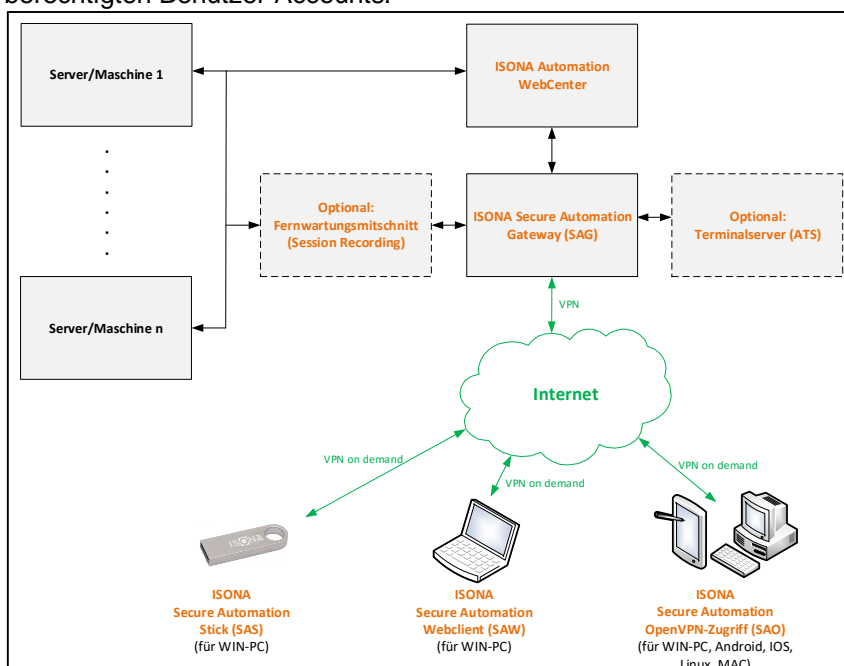 berechtigten Benutzer-Accounts.
Server/Maschine 1
ISONA Automation
WebCenter
.
.
.
.
.
.
Optional:
Fernwartungsmitschnitt
(Session Recording)
ISONA Secure Automation
Gateway (SAG)
Optional:
Terminalserver (ATS)
Server/Maschine n
VPN
Internet
VPN on demand
VPN on demand
VPN on demand
ISONA
ISONA
Secure Automation
Stick (SAS)
(für WIN-PC)
ISONA
Secure Automation
Webclient (SAW)
(für WIN-PC)
ISONA
Secure Automation
OpenVPN-Zugriff (SAO)
(für WIN-PC, Android, IOS,
Linux, MAC)